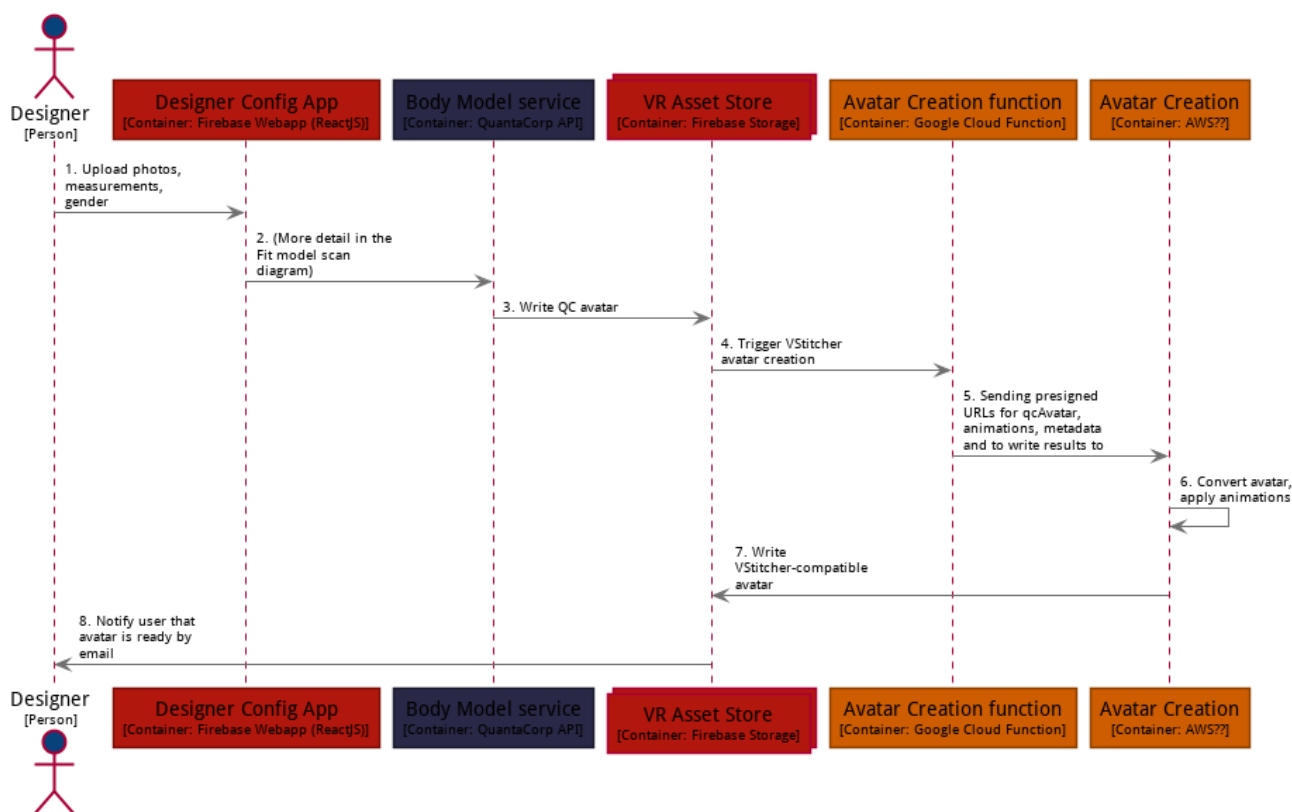 Designer
[Person]
Designer Config App
[Container: Firebase Webapp (ReactJS)]
Body Model service
[Container: QuantaCorp API]
VR Asset Store
[Container: Firebase Storage]
Avatar Creation function
[Container: Google Cloud Function]
Avatar Creation
[Container: AWS??]
1. Upload photos,
measurements,
gender
2. (More detail in the
Fit model scan
diagram)
3. Write QC avatar
4. Trigger VStitcher
avatar creation
5. Sending presigned
URLs for qcAvatar,
animations, metadata
and to write results to
6. Convert avatar,
apply animations
7. Write
VStitcher-compatible
avatar
8. Notify user that
avatar is ready by
email
Designer
[Person]
Designer Config App
[Container: Firebase Webapp (ReactJS)]
Body Model service
[Container: QuantaCorp API]
VR Asset Store
[Container: Firebase Storage]
Avatar Creation function
[Container: Google Cloud Function]
Avatar Creation
[Container: AWS??]